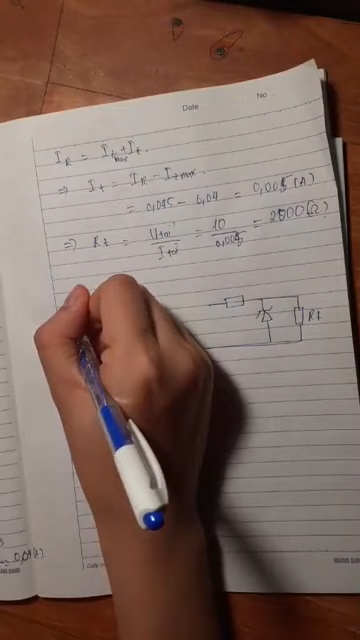 Date No
I_R = I_zmax + I_t.
⇒ I_t = I_R − I_zmax.
= 0,045 − 0,04 = 0,005 (A)
⇒ R_t = U_tai / I_tai = 10 / 0,005 = 2000 (Ω)
Rt